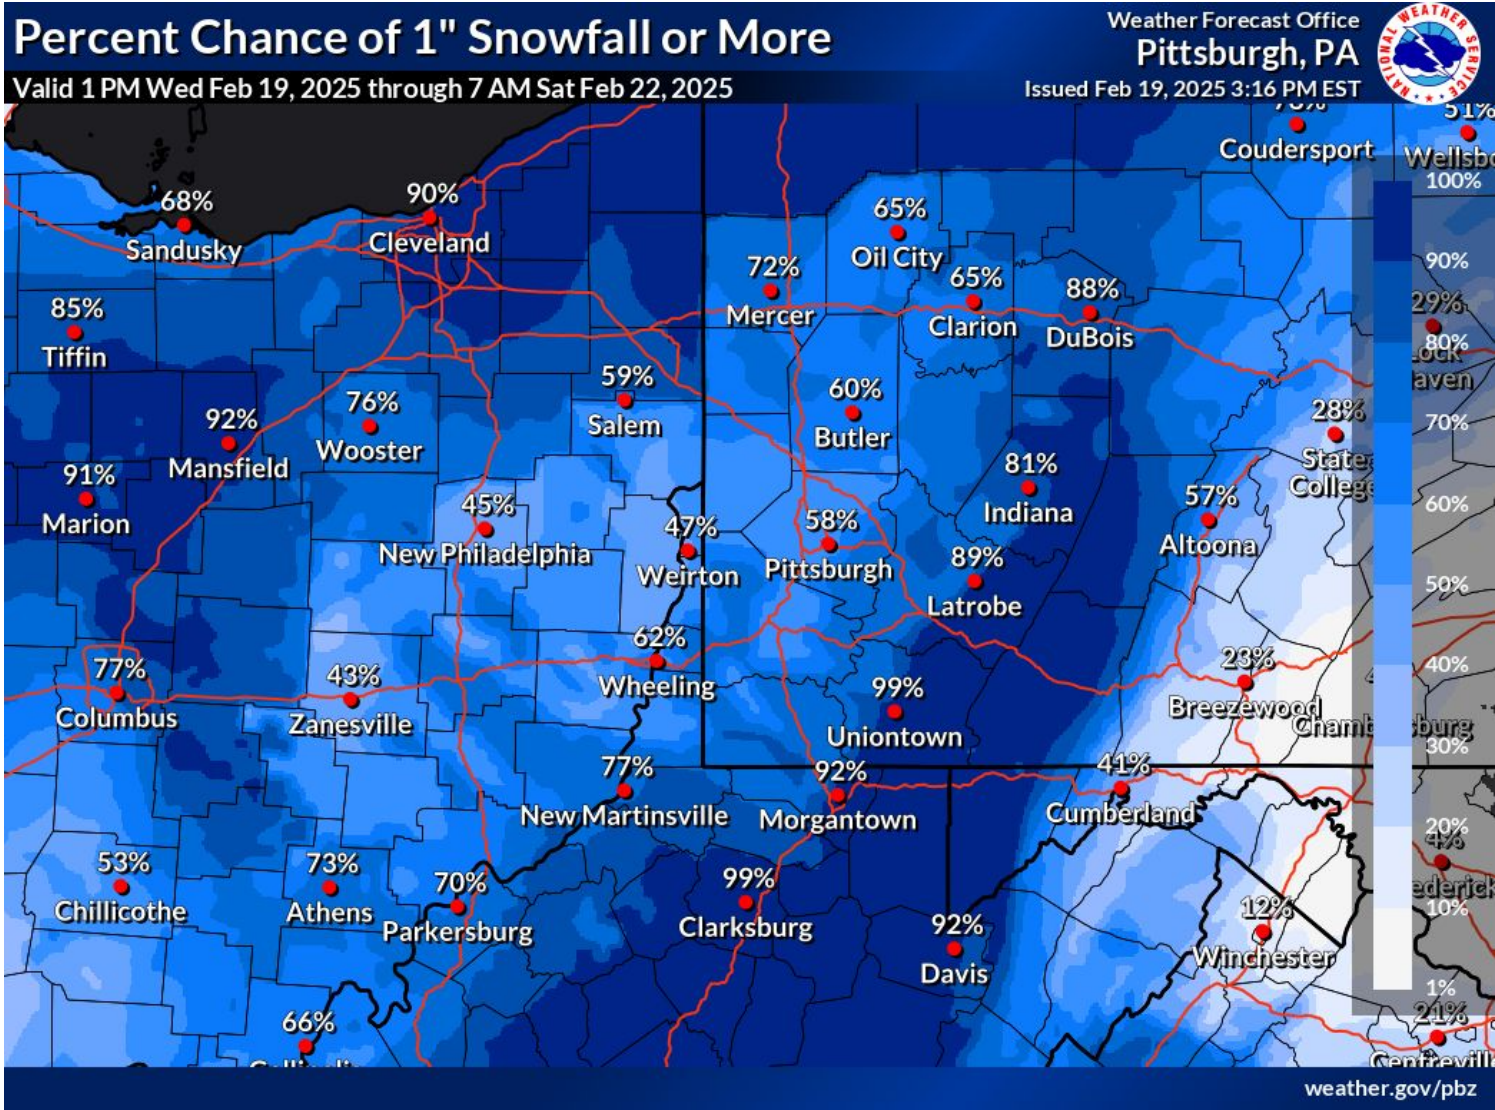 Percent Chance of 1" Snowfall or More
Valid 1 PM Wed Feb 19, 2025 through 7 AM Sat Feb 22, 2025
Weather Forecast Office
Pittsburgh, PA
Issued Feb 19, 2025 3:16 PM EST
NATIONAL WEATHER SERVICE
51%
Coudersport
100%
68%
Sandusky
90%
Cleveland
65%
Oil City
90%
72%
Mercer
65%
Clarion
88%
DuBois
29%
80%
85%
Tiffin
59%
Salem
60%
Butler
28%
State
College
70%
92%
Mansfield
76%
Wooster
91%
Marion
45%
New Philadelphia
47%
Weirton
58%
Pittsburgh
81%
Indiana
57%
Altoona
60%
89%
Latrobe
50%
77%
Columbus
43%
Zanesville
62%
Wheeling
99%
Uniontown
23%
Breezewood
40%
30%
77%
New Martinsville
92%
Morgantown
41%
Cumberland
20%
4%
53%
Chillicothe
73%
Athens
70%
Parkersburg
99%
Clarksburg
92%
Davis
12%
Winchester
10%
1%
66%
21%
weather.gov/pbz